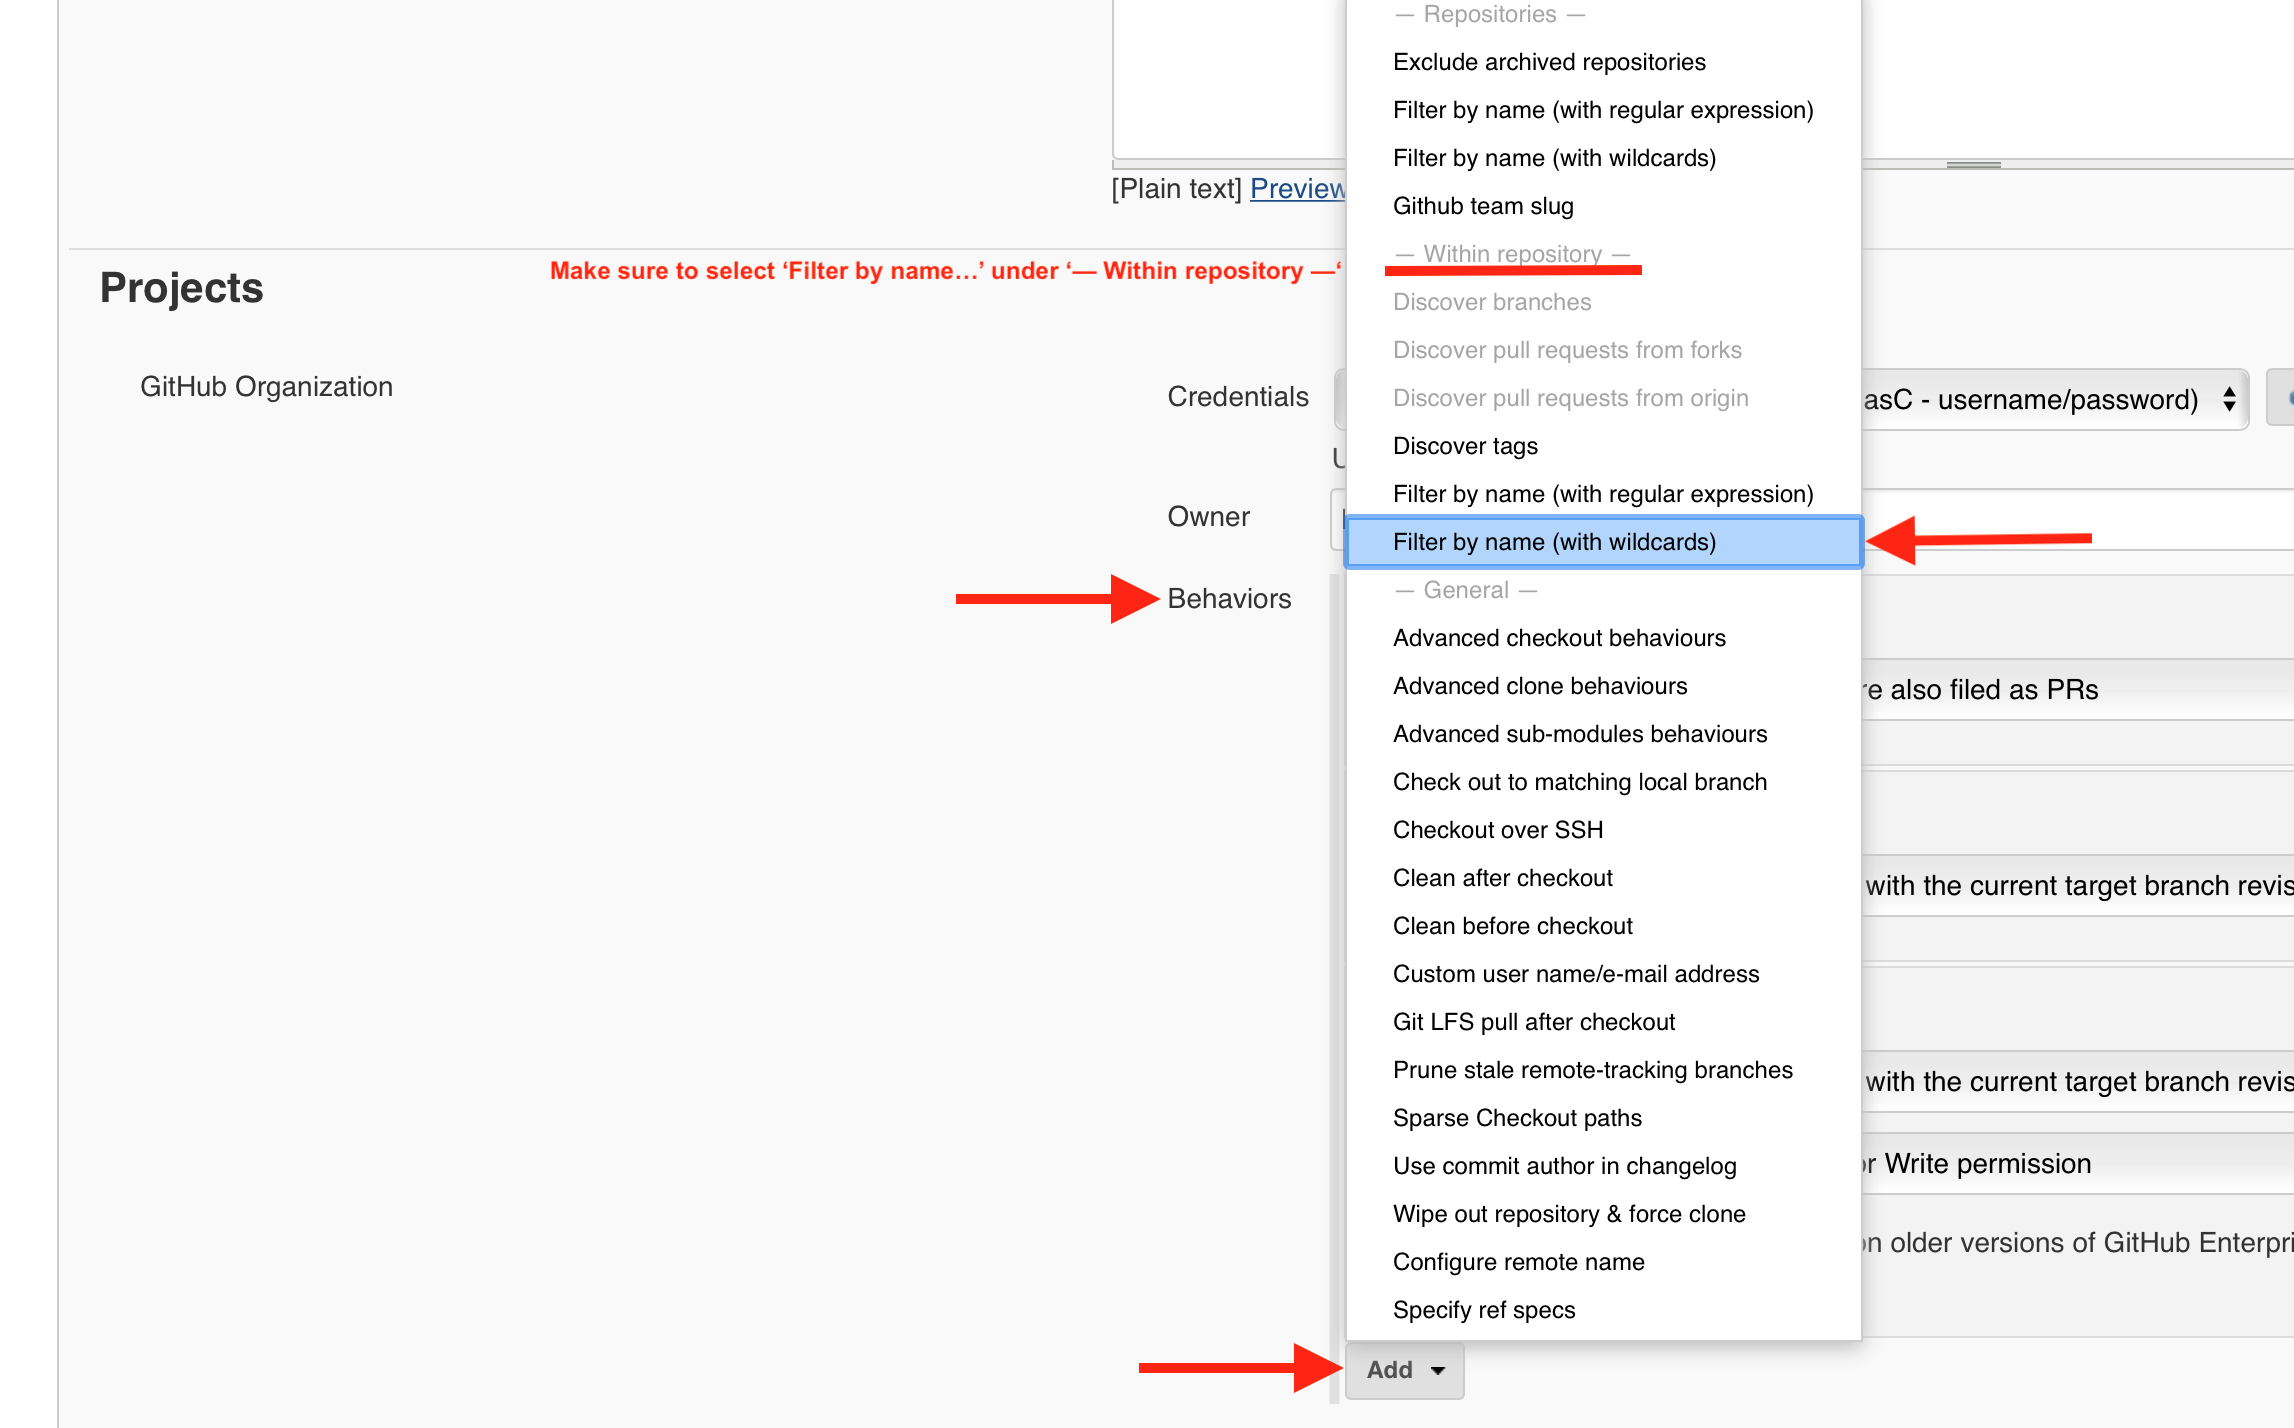 — Repositories —
Exclude archived repositories
Filter by name (with regular expression)
Filter by name (with wildcards)
[Plain text] Preview
Github team slug
— Within repository —
Make sure to select ‘Filter by name...’ under ‘— Within repository —‘
Projects
Discover branches
Discover pull requests from forks
GitHub Organization
Credentials
Discover pull requests from origin
asC - username/password)
Discover tags
Filter by name (with regular expression)
Owner
Filter by name (with wildcards)
Behaviors
— General —
Advanced checkout behaviours
Advanced clone behaviours
re also filed as PRs
Advanced sub-modules behaviours
Check out to matching local branch
Checkout over SSH
Clean after checkout
with the current target branch revis
Clean before checkout
Custom user name/e-mail address
Git LFS pull after checkout
Prune stale remote-tracking branches
with the current target branch revis
Sparse Checkout paths
Use commit author in changelog
or Write permission
Wipe out repository & force clone
on older versions of GitHub Enterpri
Configure remote name
Specify ref specs
Add